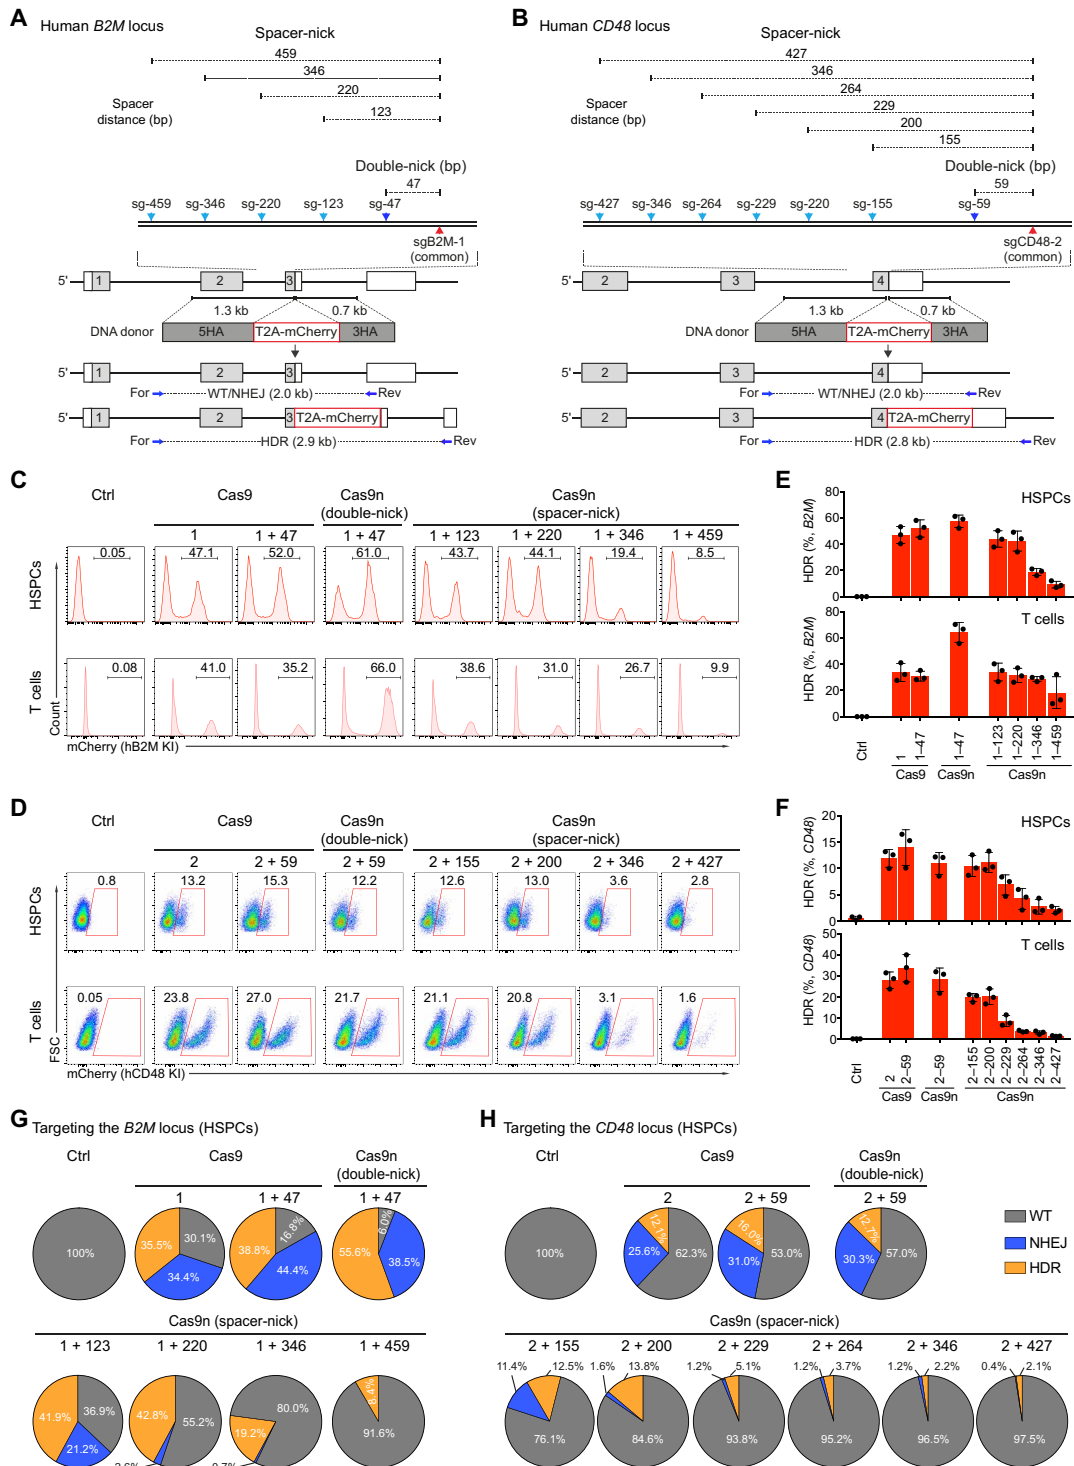 A Human B2M locus
Spacer-nick
459
346
220
123
Spacer
distance (bp)
Double-nick (bp)
47
sg-459 sg-346 sg-220 sg-123 sg-47
sgB2M-1
(common)
5' 1 2 3
1.3 kb 0.7 kb
DNA donor 5HA T2A-mCherry 3HA
5' 1 2 3
For WT/NHEJ (2.0 kb) Rev
5' 1 2 3 T2A-mCherry
For HDR (2.9 kb) Rev
B Human CD48 locus
Spacer-nick
427
346
264
229
200
155
Spacer
distance (bp)
Double-nick (bp)
59
sg-427 sg-346 sg-264 sg-229 sg-220 sg-155 sg-59
sgCD48-2
(common)
5' 2 3 4
1.3 kb 0.7 kb
DNA donor 5HA T2A-mCherry 3HA
5' 2 3 4
For WT/NHEJ (2.0 kb) Rev
5' 2 3 4 T2A-mCherry
For HDR (2.8 kb) Rev
C
Ctrl Cas9 Cas9n
(double-nick) Cas9n
(spacer-nick)
1 1 + 47 1 + 47 1 + 123 1 + 220 1 + 346 1 + 459
HSPCs 0.05 47.1 52.0 61.0 43.7 44.1 19.4 8.5
T cells 0.08 41.0 35.2 66.0 38.6 31.0 26.7 9.9
Count
mCherry (hB2M KI)
D
Ctrl Cas9 Cas9n
(double-nick) Cas9n
(spacer-nick)
2 2 + 59 2 + 59 2 + 155 2 + 200 2 + 346 2 + 427
HSPCs 0.8 13.2 15.3 12.2 12.6 13.0 3.6 2.8
T cells 0.05 23.8 27.0 21.7 21.1 20.8 3.1 1.6
FSC
mCherry (hCD48 KI)
E
HSPCs
HDR (%, B2M)
80
60
40
20
0
T cells
HDR (%, B2M)
80
60
40
20
0
Ctrl 1 1–47 1–47 1–123 1–220 1–346 1–459
Cas9 Cas9n Cas9n
F
HSPCs
HDR (%, CD48)
20
15
10
5
0
T cells
HDR (%, CD48)
50
40
30
20
10
0
Ctrl 2 2–59 2–59 2–155 2–200 2–229 2–264 2–346 2–427
Cas9 Cas9n Cas9n
G Targeting the B2M locus (HSPCs)
Ctrl Cas9 Cas9n
(double-nick)
1 1 + 47 1 + 47
100%
35.5% 30.1% 34.4%
38.8% 16.8% 44.4%
55.6% 6.0% 38.5%
Cas9n (spacer-nick)
1 + 123 1 + 220 1 + 346 1 + 459
41.9% 36.9% 21.2%
42.8% 55.2%
80.0% 19.2%
8.4% 91.6%
H Targeting the CD48 locus (HSPCs)
Ctrl Cas9 Cas9n
(double-nick)
2 2 + 59 2 + 59
100%
12.1% 25.6% 62.3%
16.0% 31.0% 53.0%
12.7% 30.3% 57.0%
WT
NHEJ
HDR
Cas9n (spacer-nick)
2 + 155 2 + 200 2 + 229 2 + 264 2 + 346 2 + 427
11.4% 12.5% 1.6% 13.8% 1.2% 5.1% 1.2% 3.7% 1.2% 2.2% 0.4% 2.1%
76.1% 84.6% 93.8% 95.2% 96.5% 97.5%